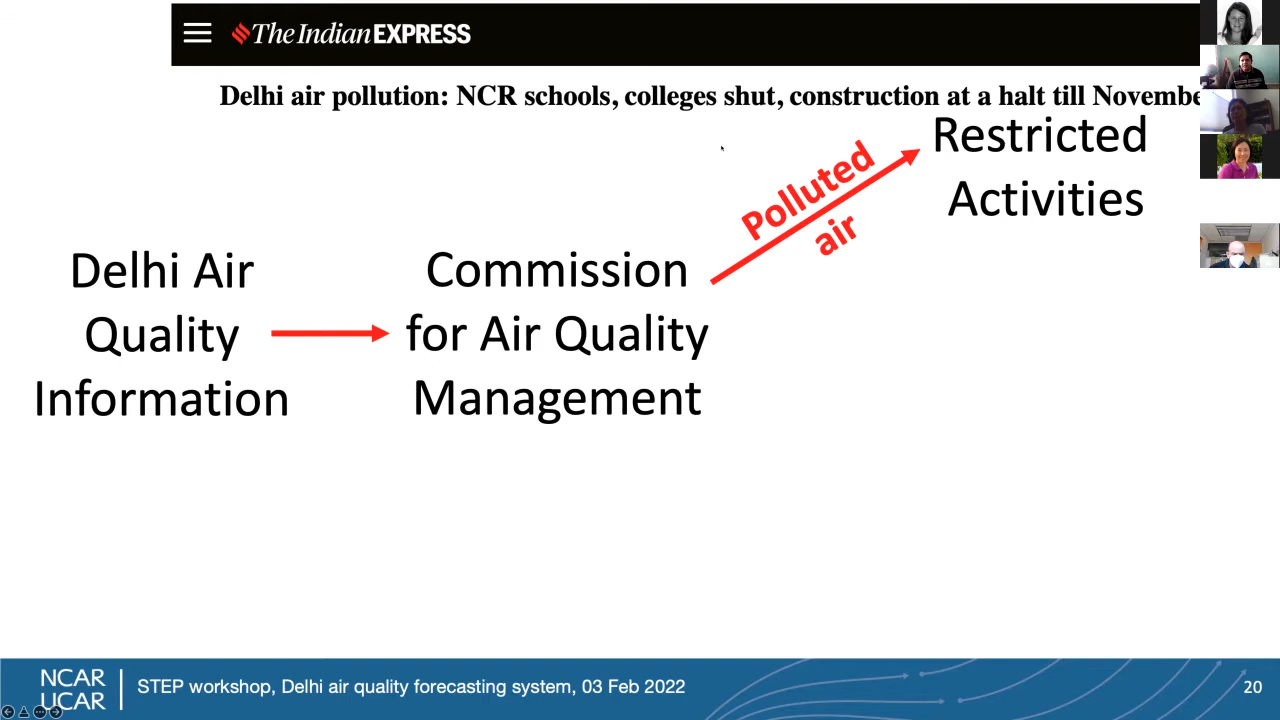 The Indian EXPRESS
Delhi air pollution: NCR schools, colleges shut, construction at a halt till Novembe
Restricted
Activities
Polluted
air
Delhi Air
Quality
Information
Commission
for Air Quality
Management
NCAR
UCAR
STEP workshop, Delhi air quality forecasting system, 03 Feb 2022
20